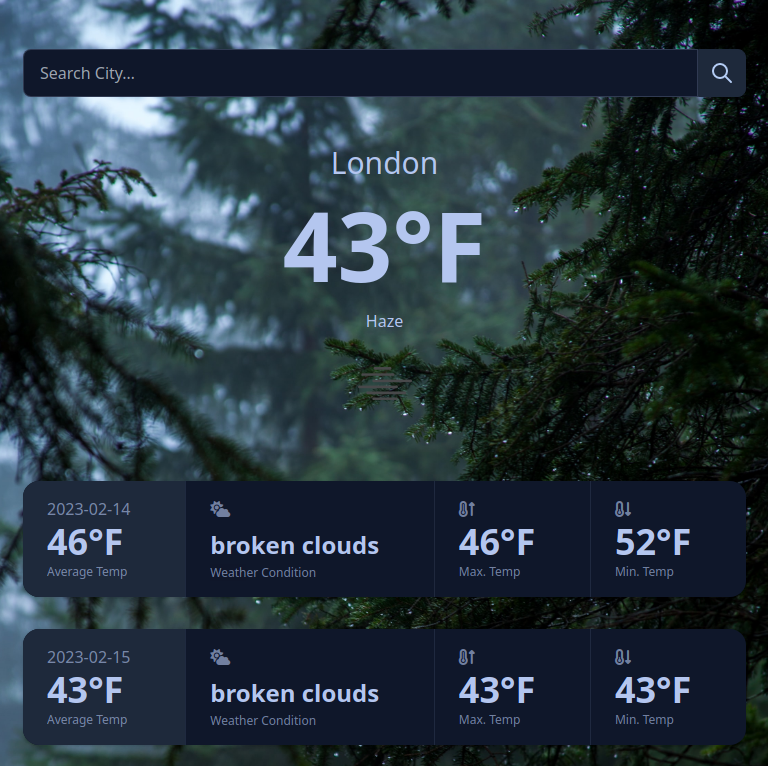 Search City...
London
43°F
Haze
2023-02-14
46°F
Average Temp
broken clouds
Weather Condition
46°F
Max. Temp
52°F
Min. Temp
2023-02-15
43°F
Average Temp
broken clouds
Weather Condition
43°F
Max. Temp
43°F
Min. Temp